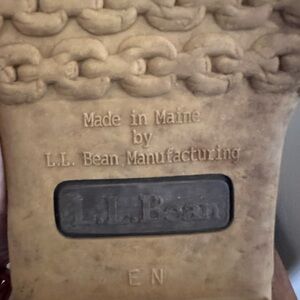 Made in Maine
by
L.L. Bean Manufacturing
L.L.Bean
EN